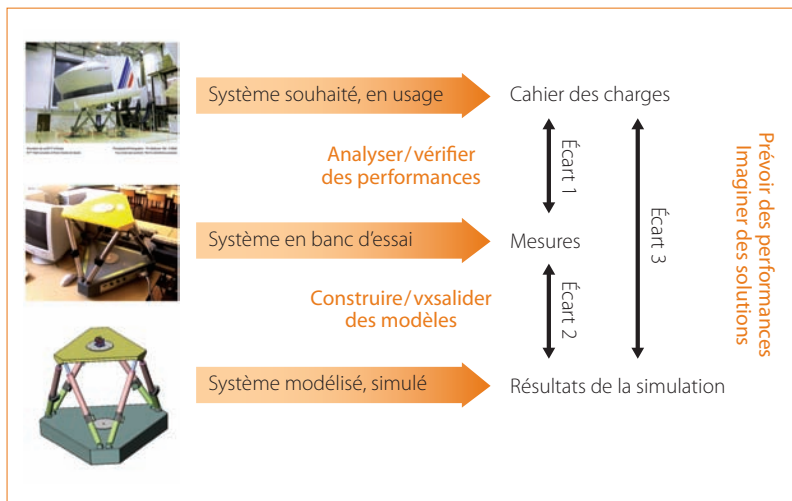 Système souhaité, en usage
Cahier des charges
Analyser/vérifier
des performances
Écart 1
Écart 3
Prévoir des performances
Imaginer des solutions
Système en banc d'essai
Mesures
Construire/vxsalider
des modèles
Écart 2
Système modélisé, simulé
Résultats de la simulation